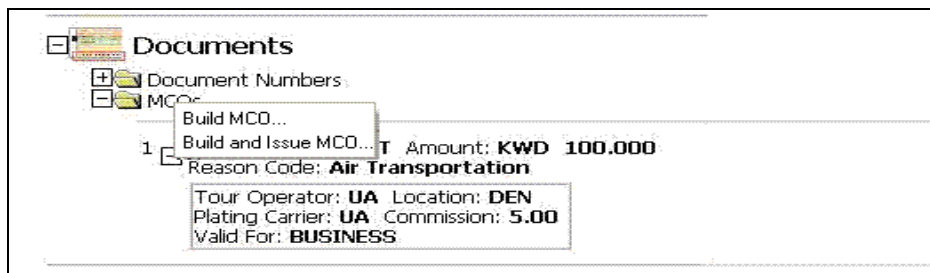 Documents
Document Numbers
MCOs
Build MCO...
Build and Issue MCO...
1 T Amount: KWD 100.000
Reason Code: Air Transportation
Tour Operator: UA Location: DEN
Plating Carrier: UA Commission: 5.00
Valid For: BUSINESS